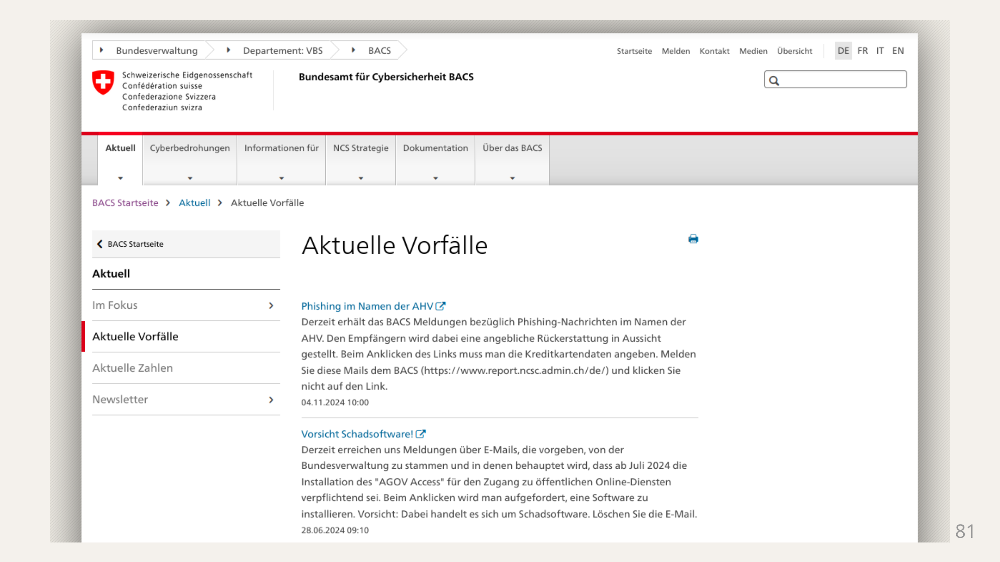 Bundesverwaltung Departement: VBS BACS
Startseite Melden Kontakt Medien Übersicht DE FR IT EN
Schweizerische Eidgenossenschaft
Confédération suisse
Confederazione Svizzera
Confederaziun svizra
Bundesamt für Cybersicherheit BACS
Aktuell Cyberbedrohungen Informationen für NCS Strategie Dokumentation Über das BACS
BACS Startseite > Aktuell > Aktuelle Vorfälle
BACS Startseite
Aktuell
Im Fokus
Aktuelle Vorfälle
Aktuelle Zahlen
Newsletter
Aktuelle Vorfälle
Phishing im Namen der AHV
Derzeit erhält das BACS Meldungen bezüglich Phishing-Nachrichten im Namen der
AHV. Den Empfängern wird dabei eine angebliche Rückerstattung in Aussicht
gestellt. Beim Anklicken des Links muss man die Kreditkartendaten angeben. Melden
Sie diese Mails dem BACS (https://www.report.ncsc.admin.ch/de/) und klicken Sie
nicht auf den Link.
04.11.2024 10:00
Vorsicht Schadsoftware!
Derzeit erreichen uns Meldungen über E-Mails, die vorgeben, von der
Bundesverwaltung zu stammen und in denen behauptet wird, dass ab Juli 2024 die
Installation des "AGOV Access" für den Zugang zu öffentlichen Online-Diensten
verpflichtend sei. Beim Anklicken wird man aufgefordert, eine Software zu
installieren. Vorsicht: Dabei handelt es sich um Schadsoftware. Löschen Sie die E-Mail.
28.06.2024 09:10
81